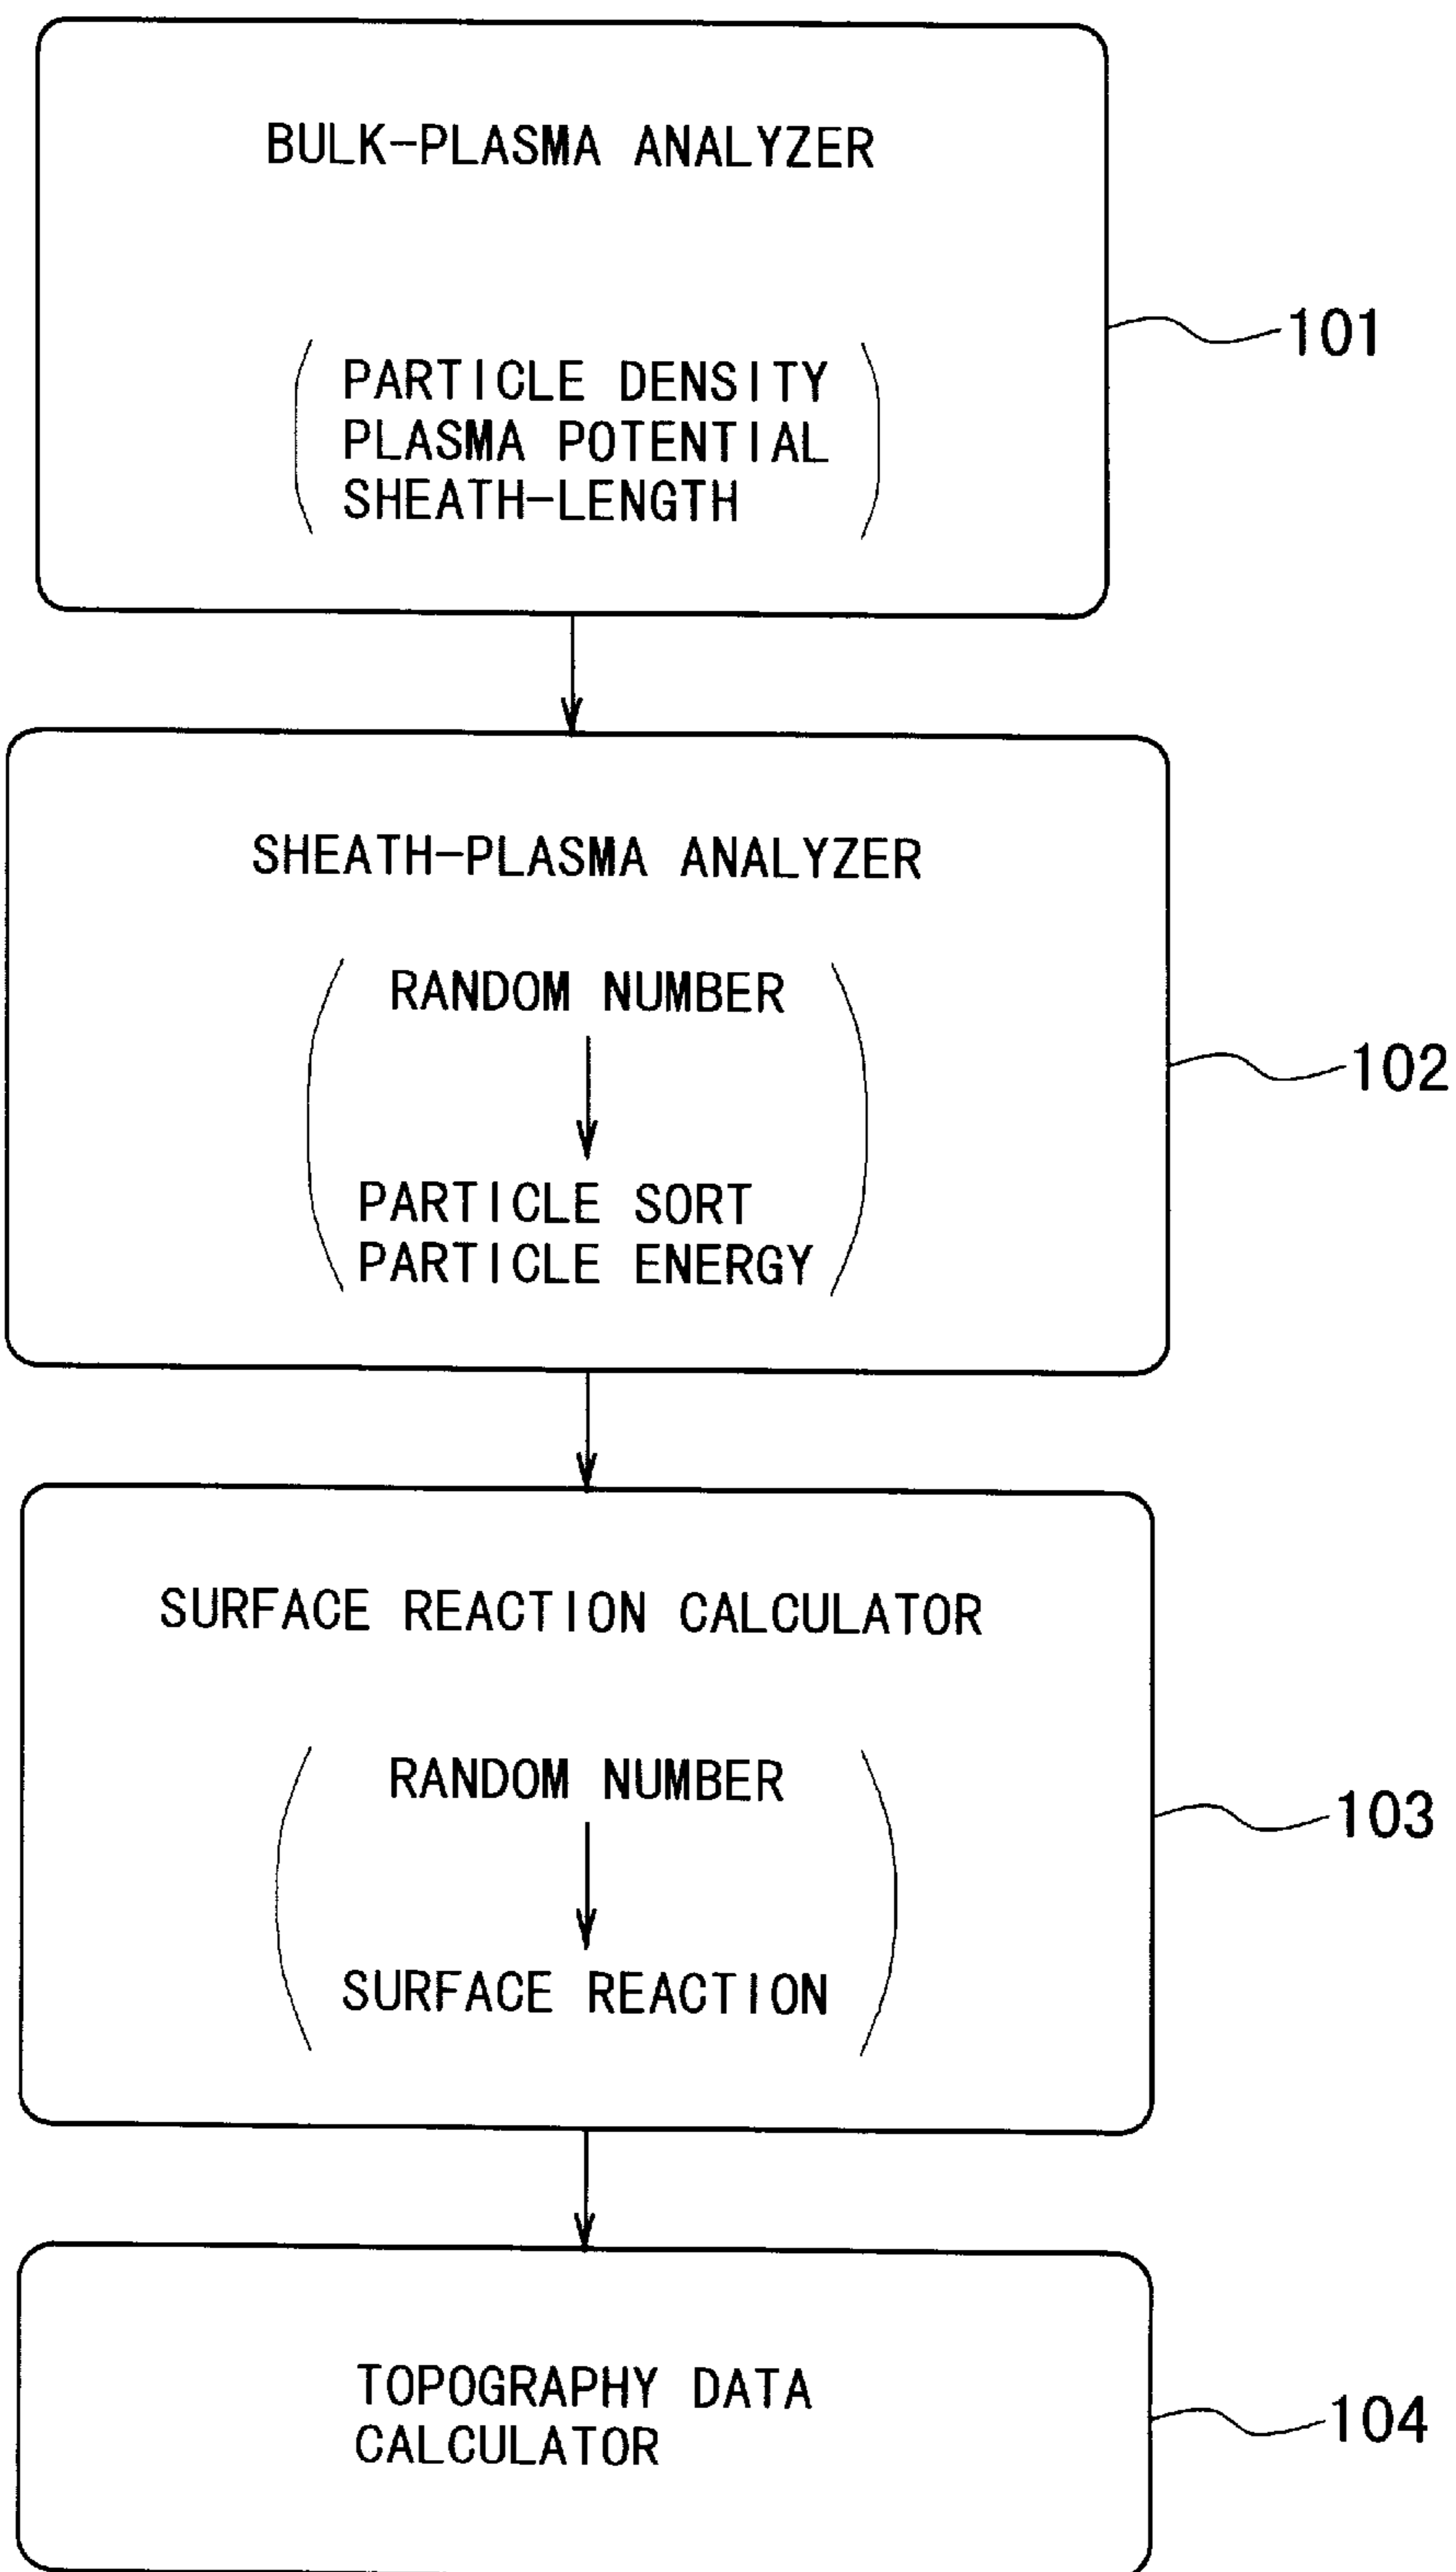 BULK-PLASMA ANALYZER
PARTICLE DENSITY
PLASMA POTENTIAL
SHEATH-LENGTH
101
SHEATH-PLASMA ANALYZER
RANDOM NUMBER
PARTICLE SORT
PARTICLE ENERGY
102
SURFACE REACTION CALCULATOR
RANDOM NUMBER
SURFACE REACTION
103
TOPOGRAPHY DATA
CALCULATOR
104